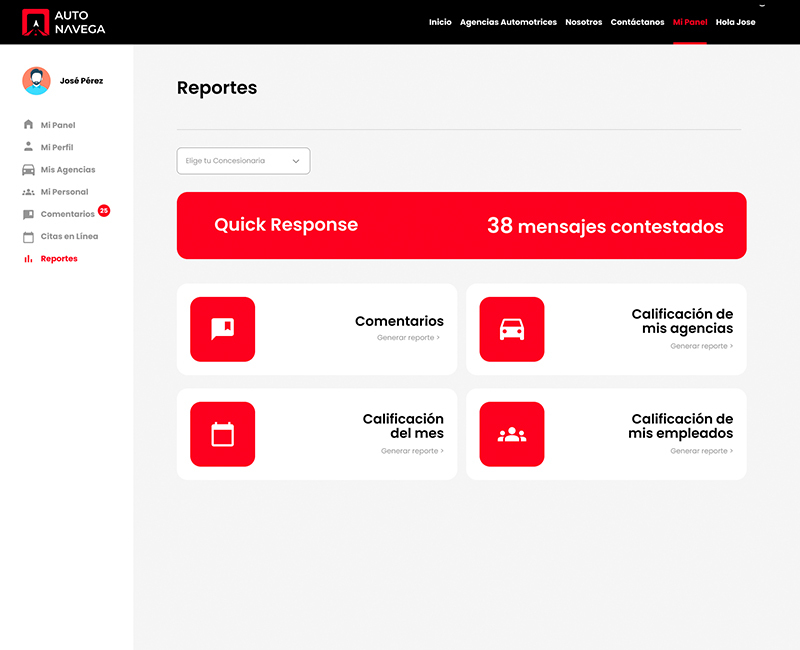 AUTO
NAVEGA
Inicio Agencias Automotrices Nosotros Contáctanos Mi Panel Hola Jose
José Pérez
Mi Panel
Mi Perfil
Mis Agencias
Mi Personal
Comentarios 25
Citas en Línea
Reportes
Reportes
Elige tu Concesionaria
Quick Response
38 mensajes contestados
Comentarios
Generar reporte >
Calificación de
mis agencias
Generar reporte >
Calificación
del mes
Generar reporte >
Calificación de
mis empleados
Generar reporte >